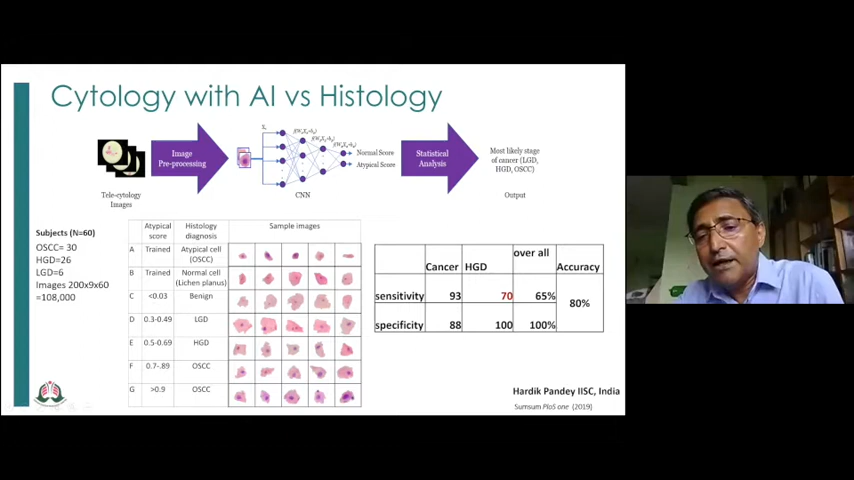 Cytology with AI vs Histology
Image
Pre-processing
Normal Score
Atypical Score
Statistical
Analysis
Most likely stage
of cancer (LGD,
HGD, OSCC)
Tele-cytology
Images
CNN
Output
Subjects (N=60)
OSCC= 30
HGD=26
LGD=6
Images 200x9x60
=108,000
Atypical score Histology diagnosis Sample images
A Trained Atypical cell (OSCC)
B Trained Normal cell (Lichen planus)
C <0.03 Benign
D 0.3-0.49 LGD
E 0.5-0.69 HGD
F 0.7-.89 OSCC
G >0.9 OSCC
Cancer HGD over all Accuracy
sensitivity 93 70 65% 80%
specificity 88 100 100%
Hardik Pandey IISC, India
Sumsum PloS one (2019)